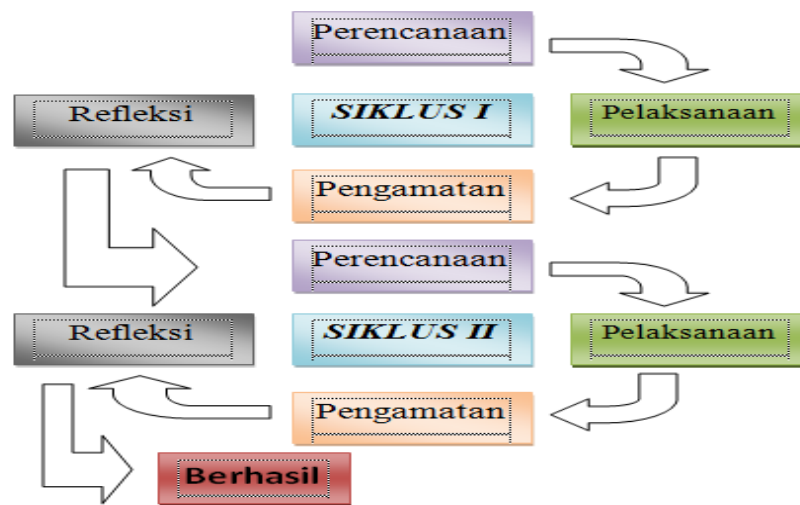 Perencanaan
Refleksi
SIKLUS I
Pelaksanaan
Pengamatan
Perencanaan
Refleksi
SIKLUS II
Pelaksanaan
Pengamatan
Berhasil